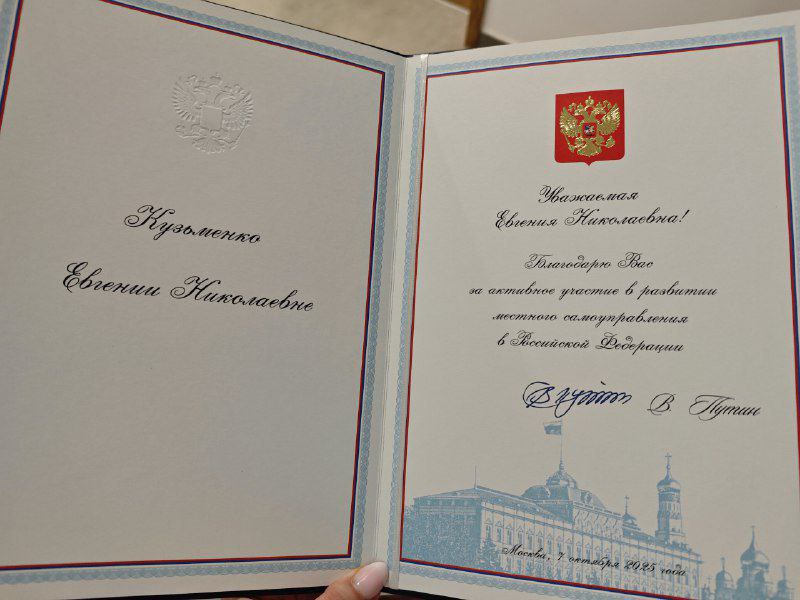 Кузьменко
Евгении Николаевне
Уважаемая
Евгения Николаевна!
Благодарю Вас
за активное участие в развитии
местного самоуправления
в Российской Федерации
В. Путин
Москва, 7 октября 2025 года